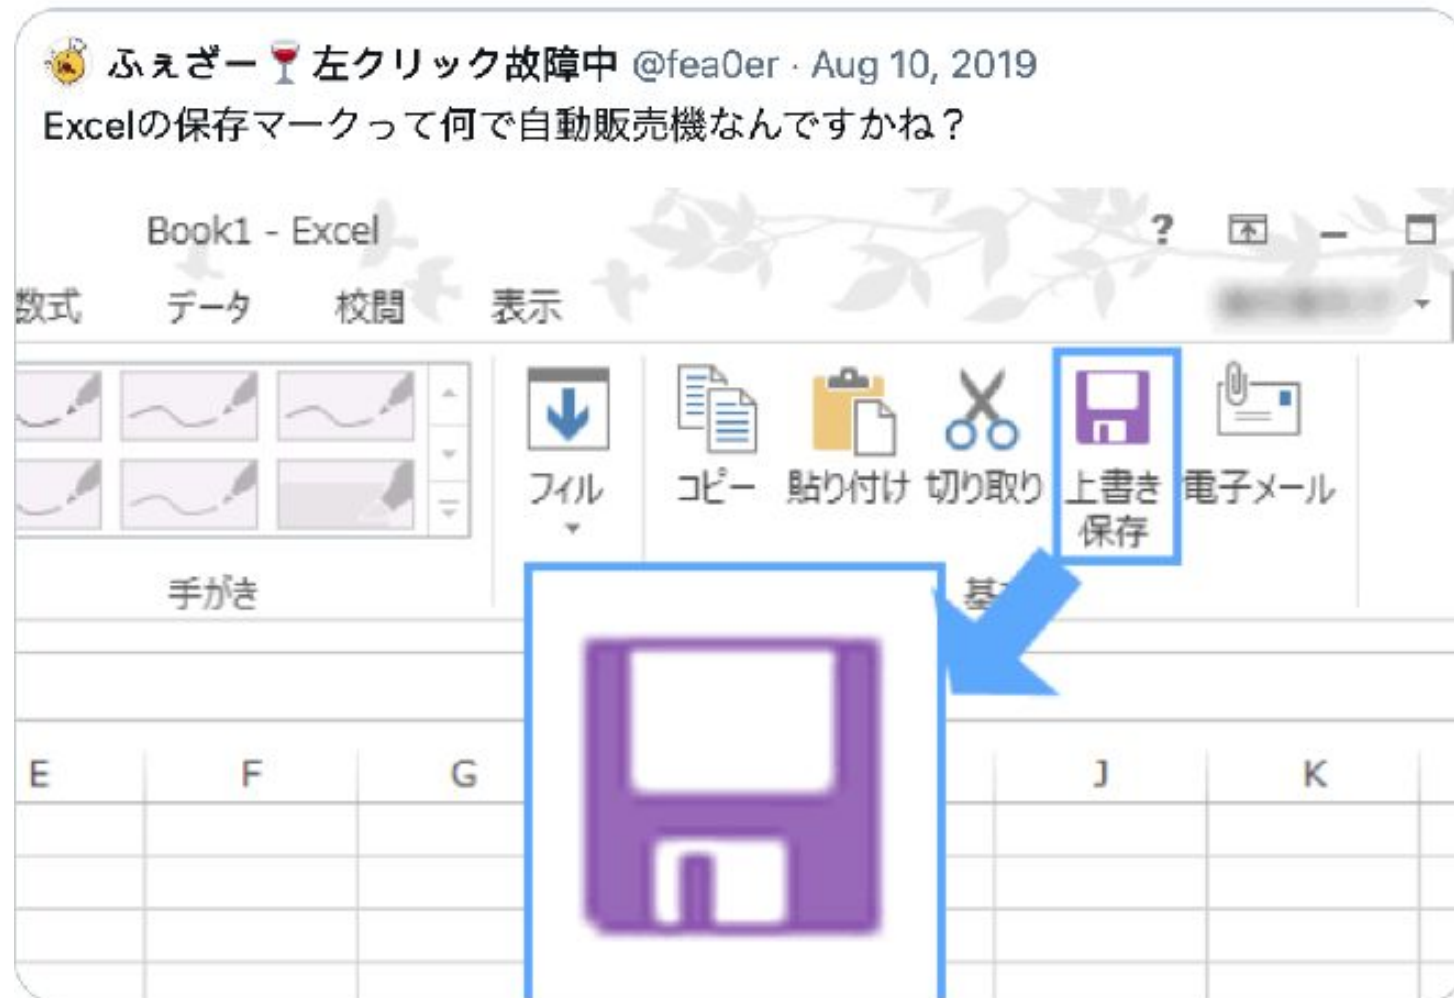 ふぇざー🍷左クリック故障中 @fea0er · Aug 10, 2019
Excelの保存マークって何で自動販売機なんですかね？
Book1 - Excel
?
数式 データ 校閲 表示
フィル コピー 貼り付け 切り取り 上書き 電子メール
保存
手がき
E F G J K